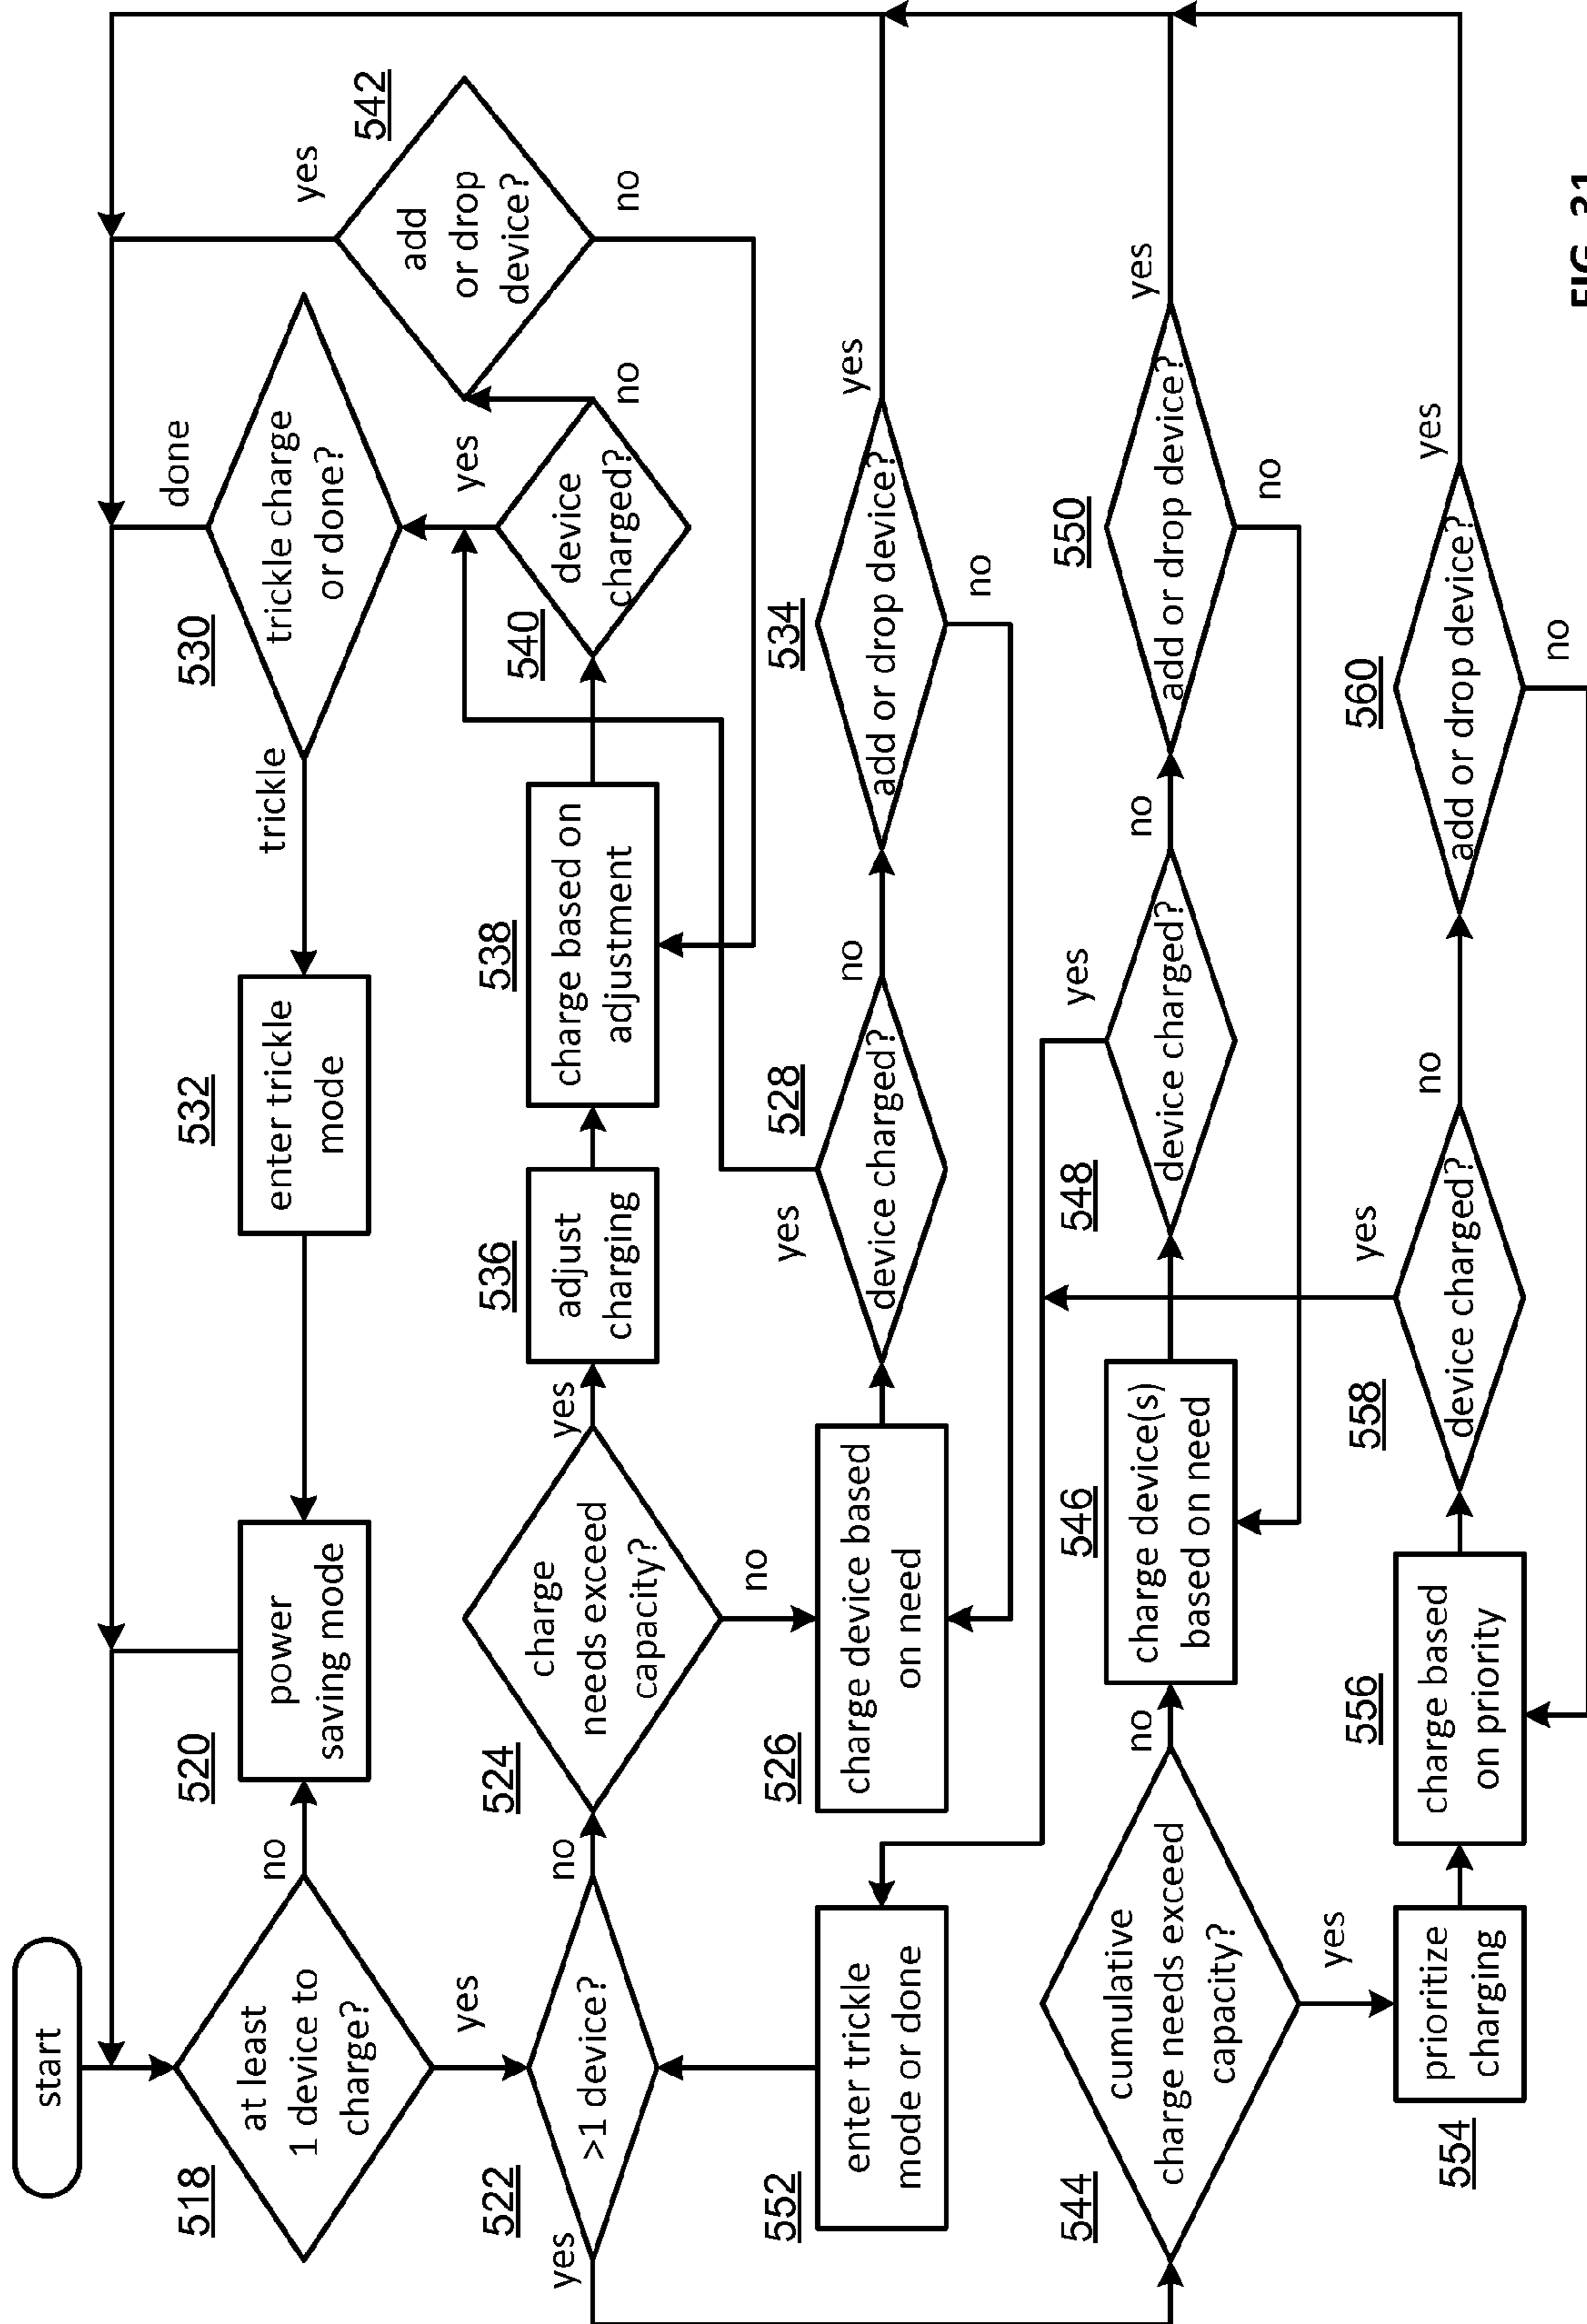 start
518
at least
1 device to
charge?
no
yes
520
power
saving mode
532
enter trickle
mode
trickle
530
trickle charge
or done?
done
522
>1 device?
yes
no
524
charge
needs exceed
capacity?
yes
no
536
adjust
charging
538
charge based on
adjustment
540
device
charged?
yes
no
542
add
or drop
device?
yes
no
552
enter trickle
mode or done
526
charge device based
on need
528
device charged?
yes
no
534
add or drop device?
yes
no
544
cumulative
charge needs exceed
capacity?
no
yes
546
charge device(s)
based on need
548
device charged?
yes
no
550
add or drop device?
yes
no
554
prioritize
charging
556
charge based
on priority
558
device charged?
yes
no
560
add or drop device?
yes
no
FIG. 31